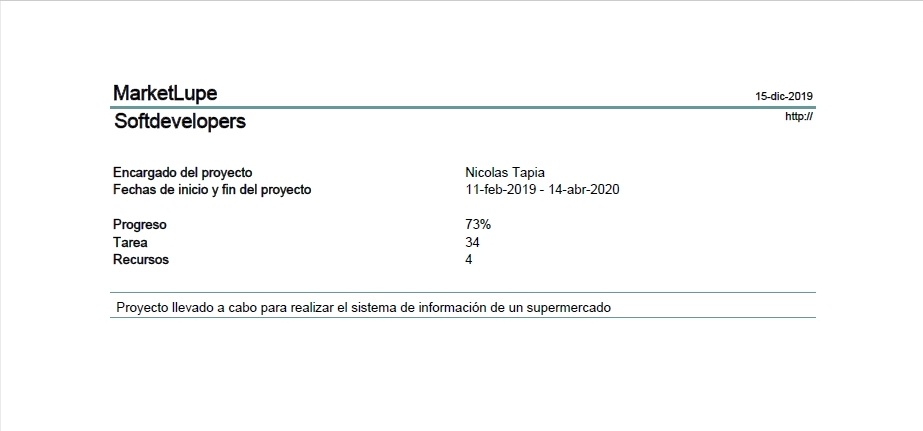 MarketLupe
15-dic-2019
Softdevelopers
http://
Encargado del proyecto Nicolas Tapia
Fechas de inicio y fin del proyecto 11-feb-2019 - 14-abr-2020
Progreso 73%
Tarea 34
Recursos 4
Proyecto llevado a cabo para realizar el sistema de información de un supermercado